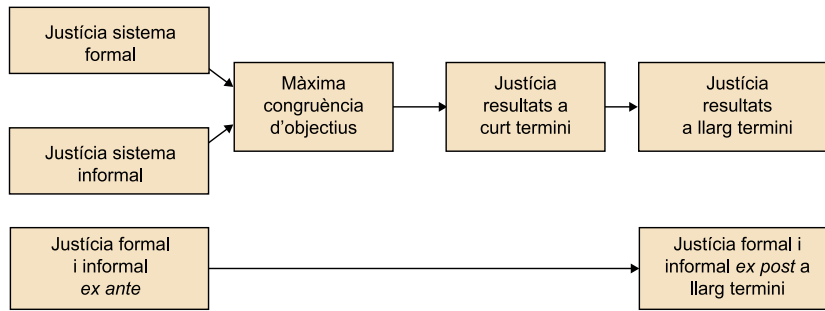 Justícia sistema
formal
Justícia sistema
informal
Màxima
congruència
d'objectius
Justícia
resultats a
curt termini
Justícia
resultats
a llarg termini
Justícia formal
i informal
ex ante
Justícia formal i
informal ex post a
llarg termini